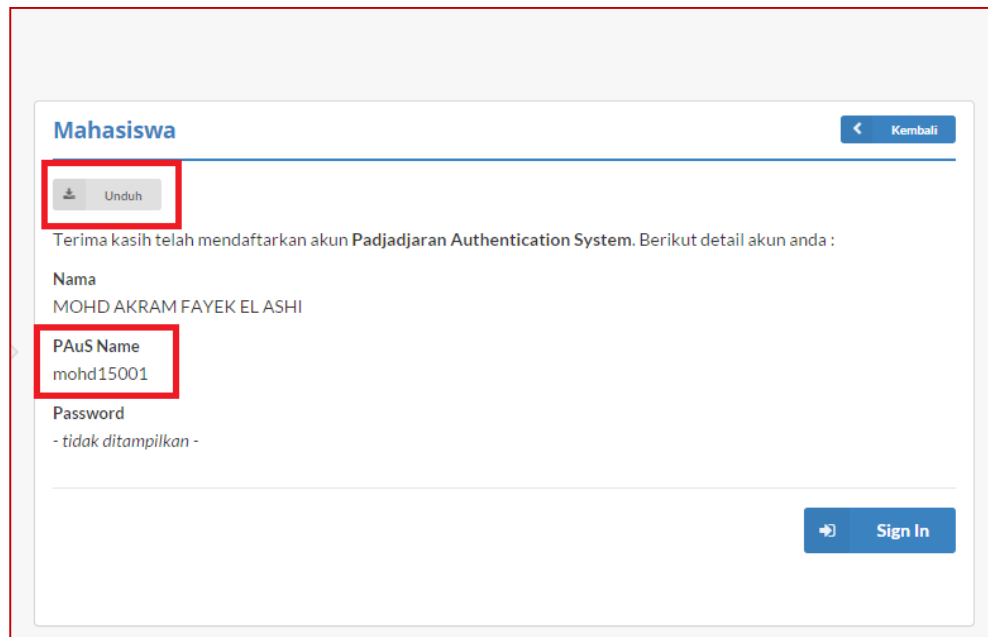 Mahasiswa
Kembali
Unduh
Terima kasih telah mendaftarkan akun Padjadjaran Authentication System. Berikut detail akun anda :
Nama
MOHD AKRAM FAYEK EL ASHI
PAuS Name
mohd15001
Password
- tidak ditampilkan -
Sign In